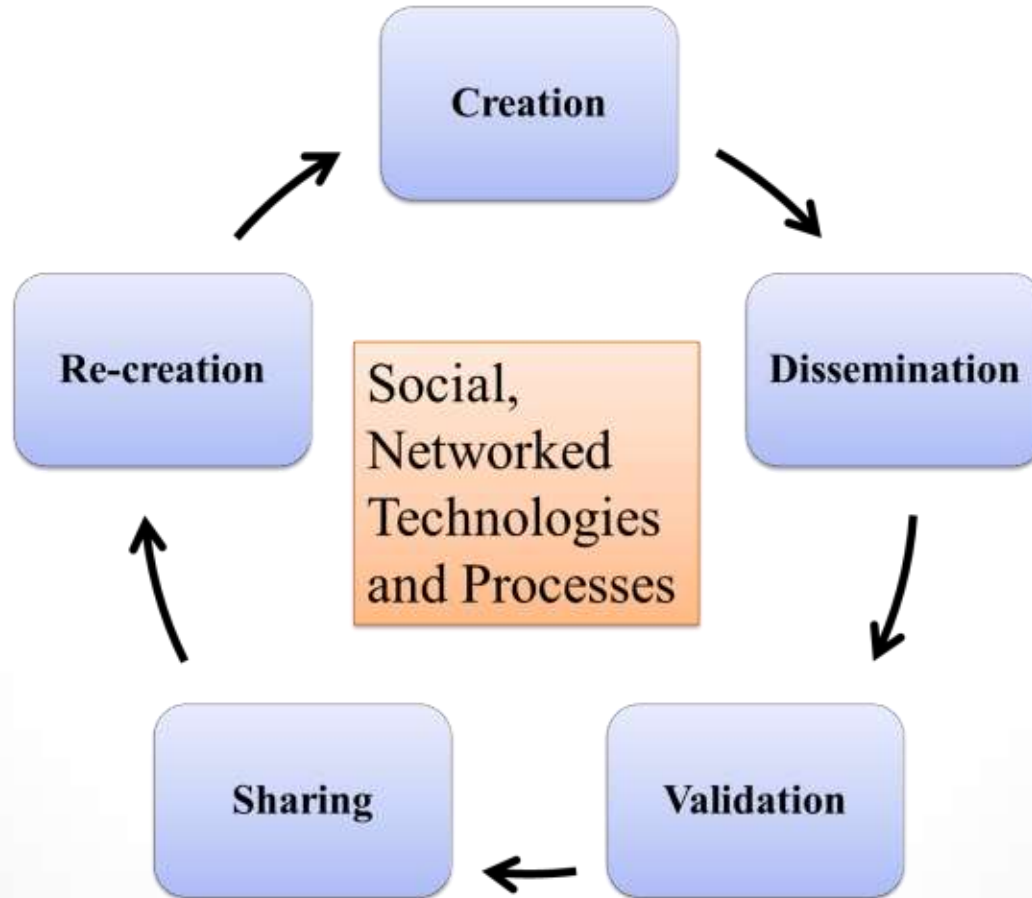 Creation
Dissemination
Validation
Sharing
Re-creation
Social,
Networked
Technologies
and Processes